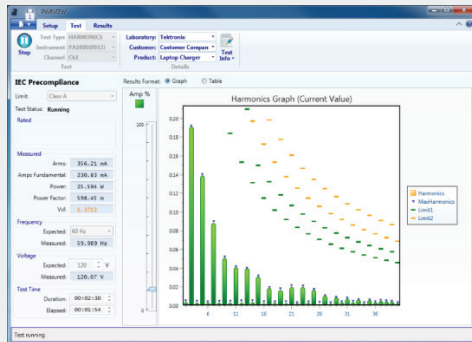 PWRVIEW
Setup Test Results
Stop
Test Type HARMONICS
Instrument
Channel Ch1
Test
Laboratory: Tektronix
Customer: Customer Compan
Product: Laptop Charger
Test Info
Details
IEC Precompliance
Limit: Class A
Test Status: Running
Rated
Measured
Arms: 356.21 mA
Amps Fundamental: 230.83 mA
Power: 25.594 W
Power Factor: 598.43 m
Vcf:
Frequency
Expected: 60 Hz
Measured: 59.989 Hz
Voltage
Expected: 120 V
Measured: 120.07 V
Test Time
Duration: 00:02:30
Elapsed: 00:01:54
Results Format: Graph Table
Amp %
100
0
Harmonics Graph (Current Value)
0.20
0.18
0.16
0.14
0.12
0.10
0.08
0.06
0.04
0.02
0.00
6 11 16 21 26 31 36
Harmonics
MaxHarmonics
Limit1
Limit2
Test running